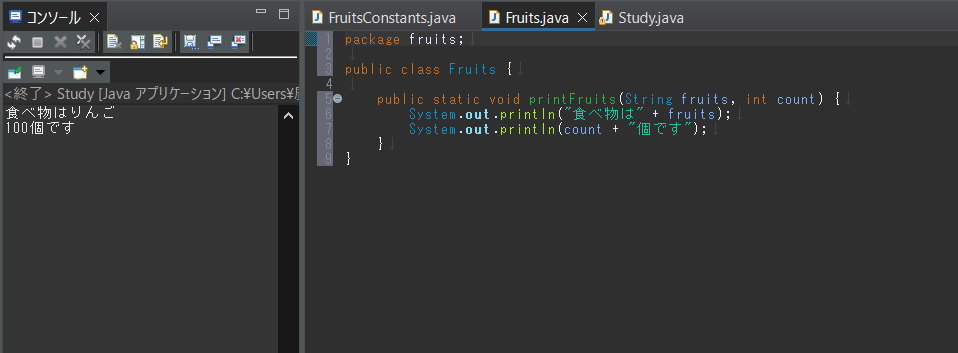 コンソール
<終了> Study [Java アプリケーション] C:¥Users¥
食べ物はりんご
100個です
FruitsConstants.java
Fruits.java
Study.java
1 package fruits;↓
2 ↓
3 public class Fruits {↓
4 ↓
5 public static void printFruits(String fruits, int count) {↓
6 System.out.println("食べ物は" + fruits);↓
7 System.out.println(count + "個です");↓
8 }↓
9 }